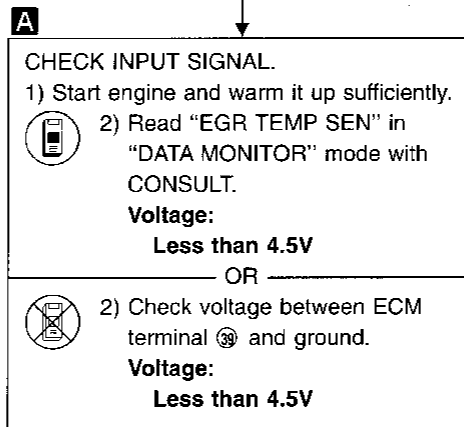 A
CHECK INPUT SIGNAL.
1) Start engine and warm it up sufficiently.
2) Read “EGR TEMP SEN” in
“DATA MONITOR” mode with
CONSULT.
Voltage:
Less than 4.5V
OR
2) Check voltage between ECM
terminal ㊴ and ground.
Voltage:
Less than 4.5V